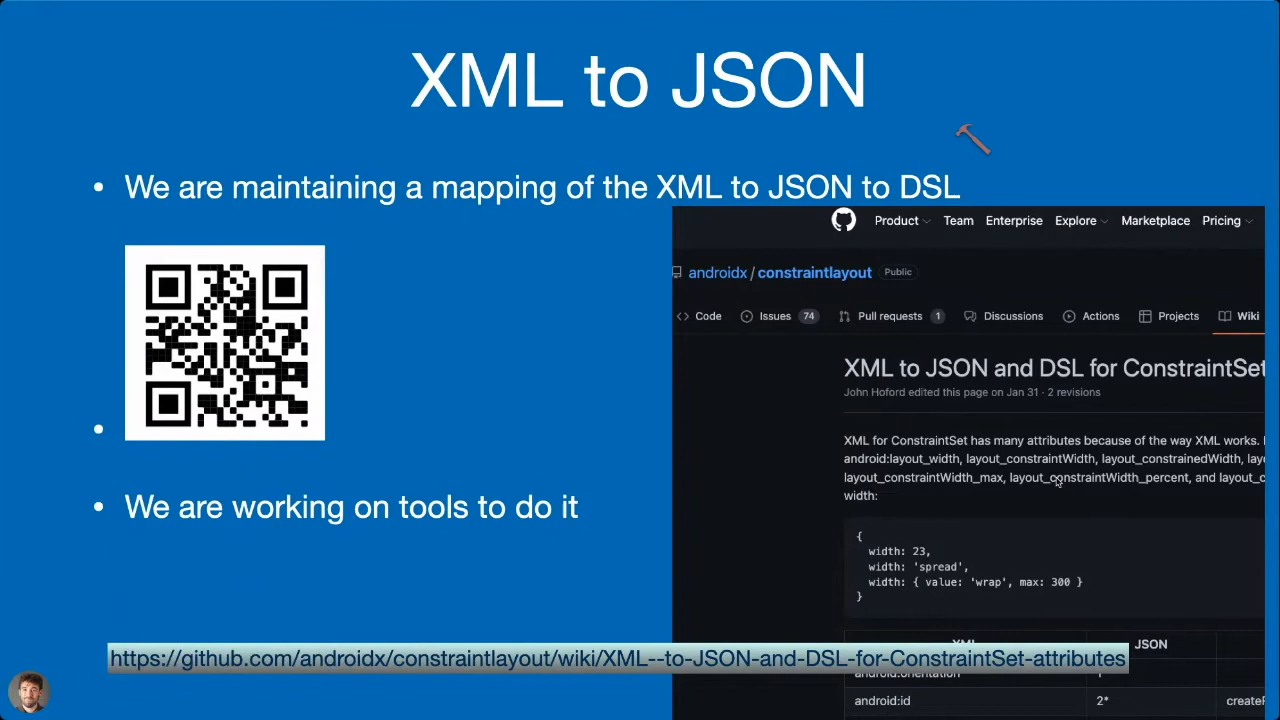 XML to JSON
• We are maintaining a mapping of the XML to JSON to DSL
• We are working on tools to do it
Product Team Enterprise Explore Marketplace Pricing
androidx / constraintlayout Public
Code Issues 74 Pull requests 1 Discussions Actions Projects Wiki
XML to JSON and DSL for ConstraintSet
John Hoford edited this page on Jan 31 · 2 revisions
XML for ConstraintSet has many attributes because of the way XML works.
android:layout_width, layout_constraintWidth, layout_constrainedWidth,
layout_constraintWidth_max, layout_constraintWidth_percent, and
width:
{
width: 23,
width: 'spread',
width: { value: 'wrap', max: 300 }
}
XML JSON
https://github.com/androidx/constraintlayout/wiki/XML--to-JSON-and-DSL-for-ConstraintSet-attributes
android:orientation
android:id 2*